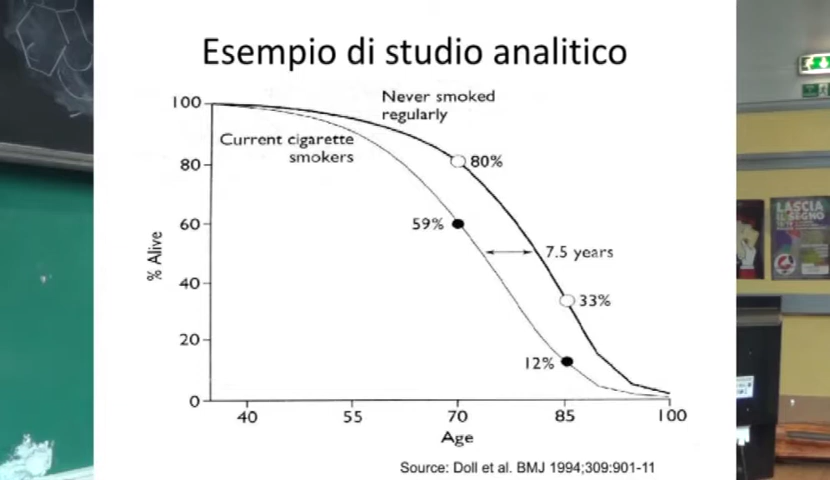 Esempio di studio analitico
Never smoked
regularly
Current cigarette
smokers
% Alive
100
80
60
40
20
0
80%
59%
7.5 years
33%
12%
40
55
70
85
100
Age
Source: Doll et al. BMJ 1994;309:901-11
LASCIA
IL SEGNO